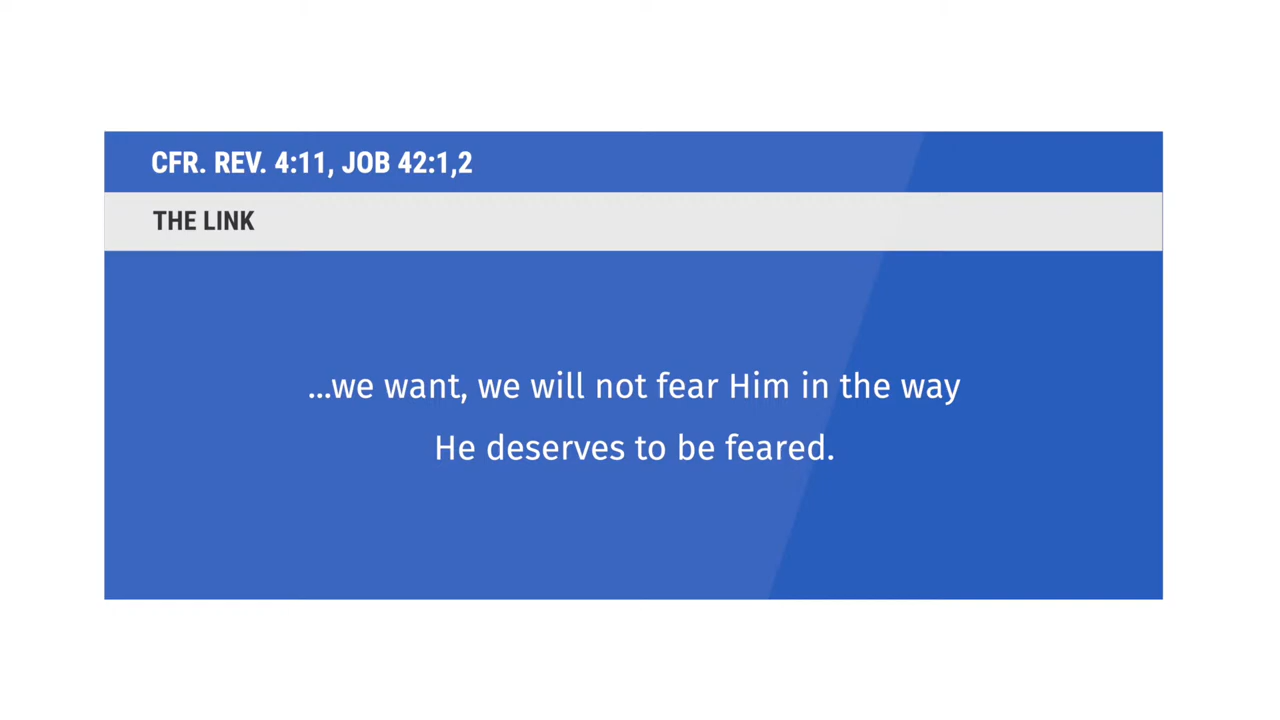 CFR. REV. 4:11, JOB 42:1,2
THE LINK
...we want, we will not fear Him in the way
He deserves to be feared.